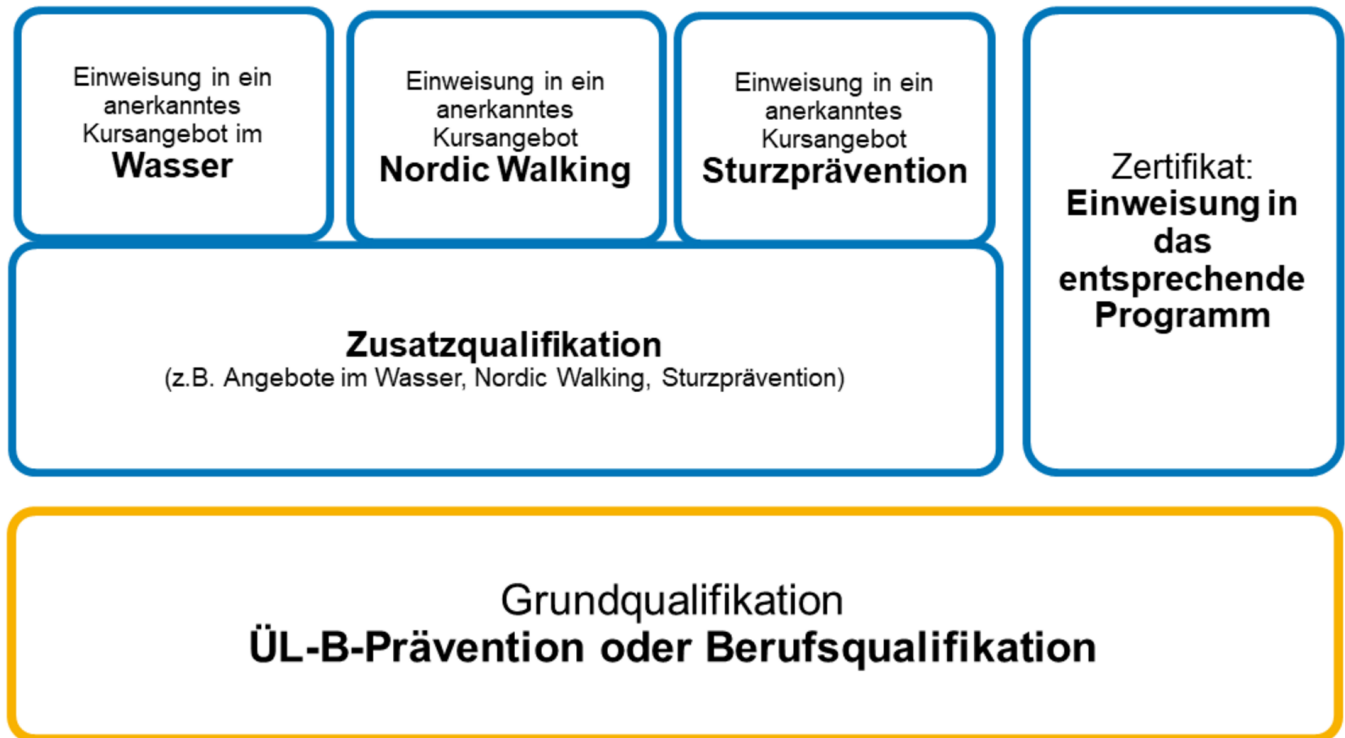 Einweisung in ein
anerkanntes
Kursangebot im
Wasser
Einweisung in ein
anerkanntes
Kursangebot
Nordic Walking
Einweisung in ein
anerkanntes
Kursangebot
Sturzprävention
Zertifikat:
Einweisung in
das
entsprechende
Programm
Zusatzqualifikation
(z.B. Angebote im Wasser, Nordic Walking, Sturzprävention)
Grundqualifikation
ÜL-B-Prävention oder Berufsqualifikation